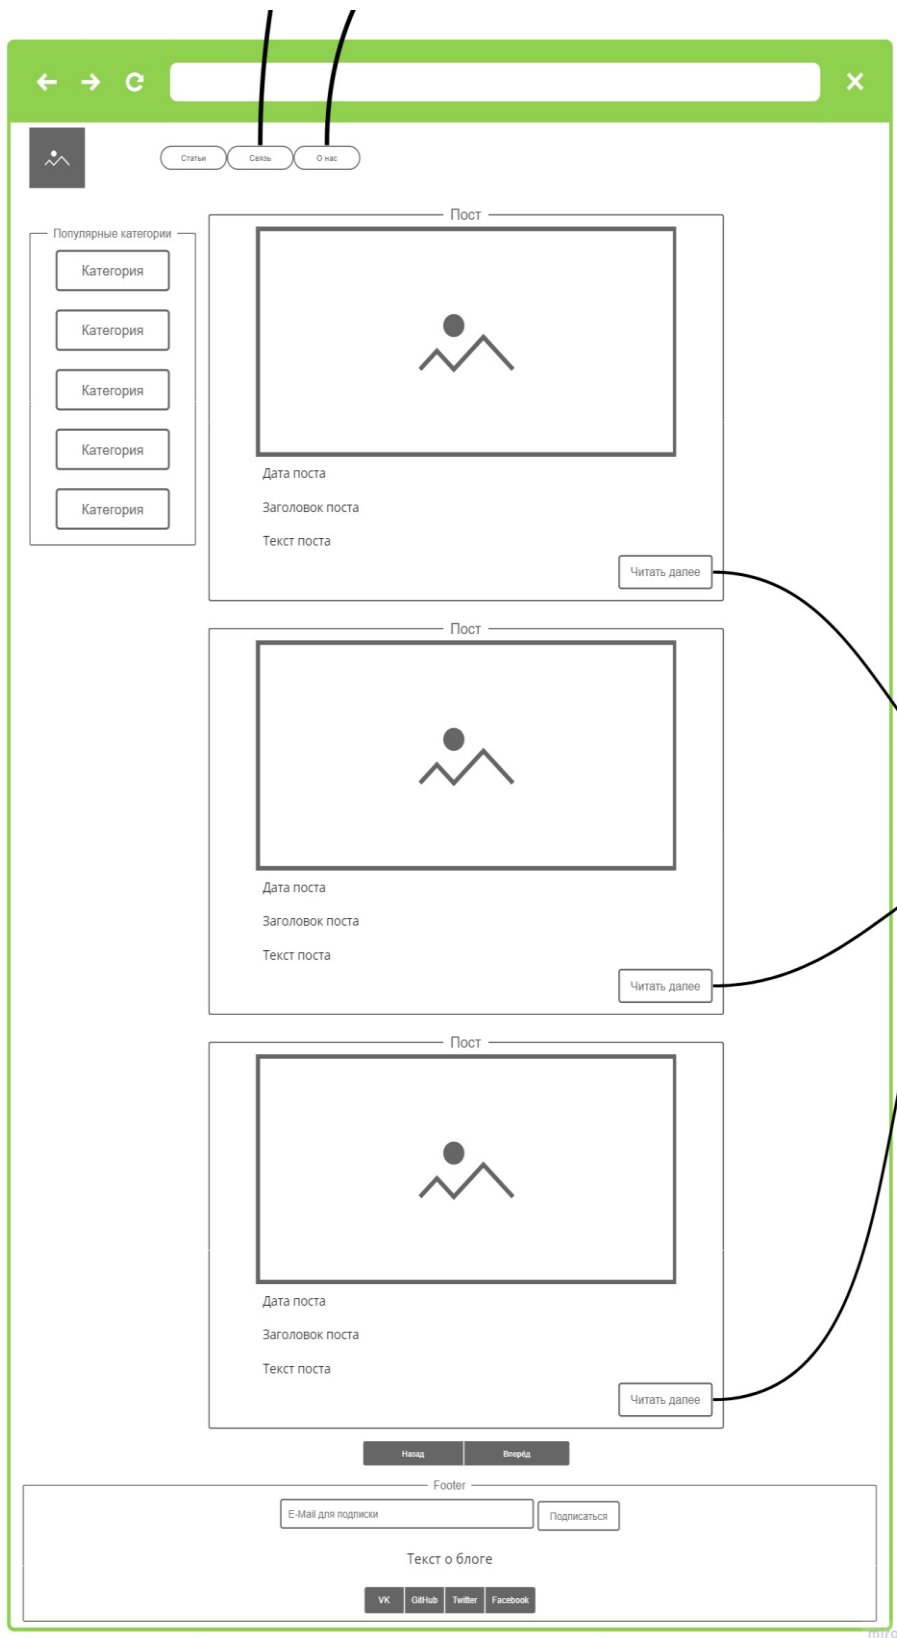 Статьи
Связь
О нас
Популярные категории
Категория
Категория
Категория
Категория
Категория
Пост
Дата поста
Заголовок поста
Текст поста
Читать далее
Пост
Дата поста
Заголовок поста
Текст поста
Читать далее
Пост
Дата поста
Заголовок поста
Текст поста
Читать далее
Назад
Вперёд
Footer
E-Mail для подписки
Подписаться
Текст о блоге
VK
GitHub
Twitter
Facebook